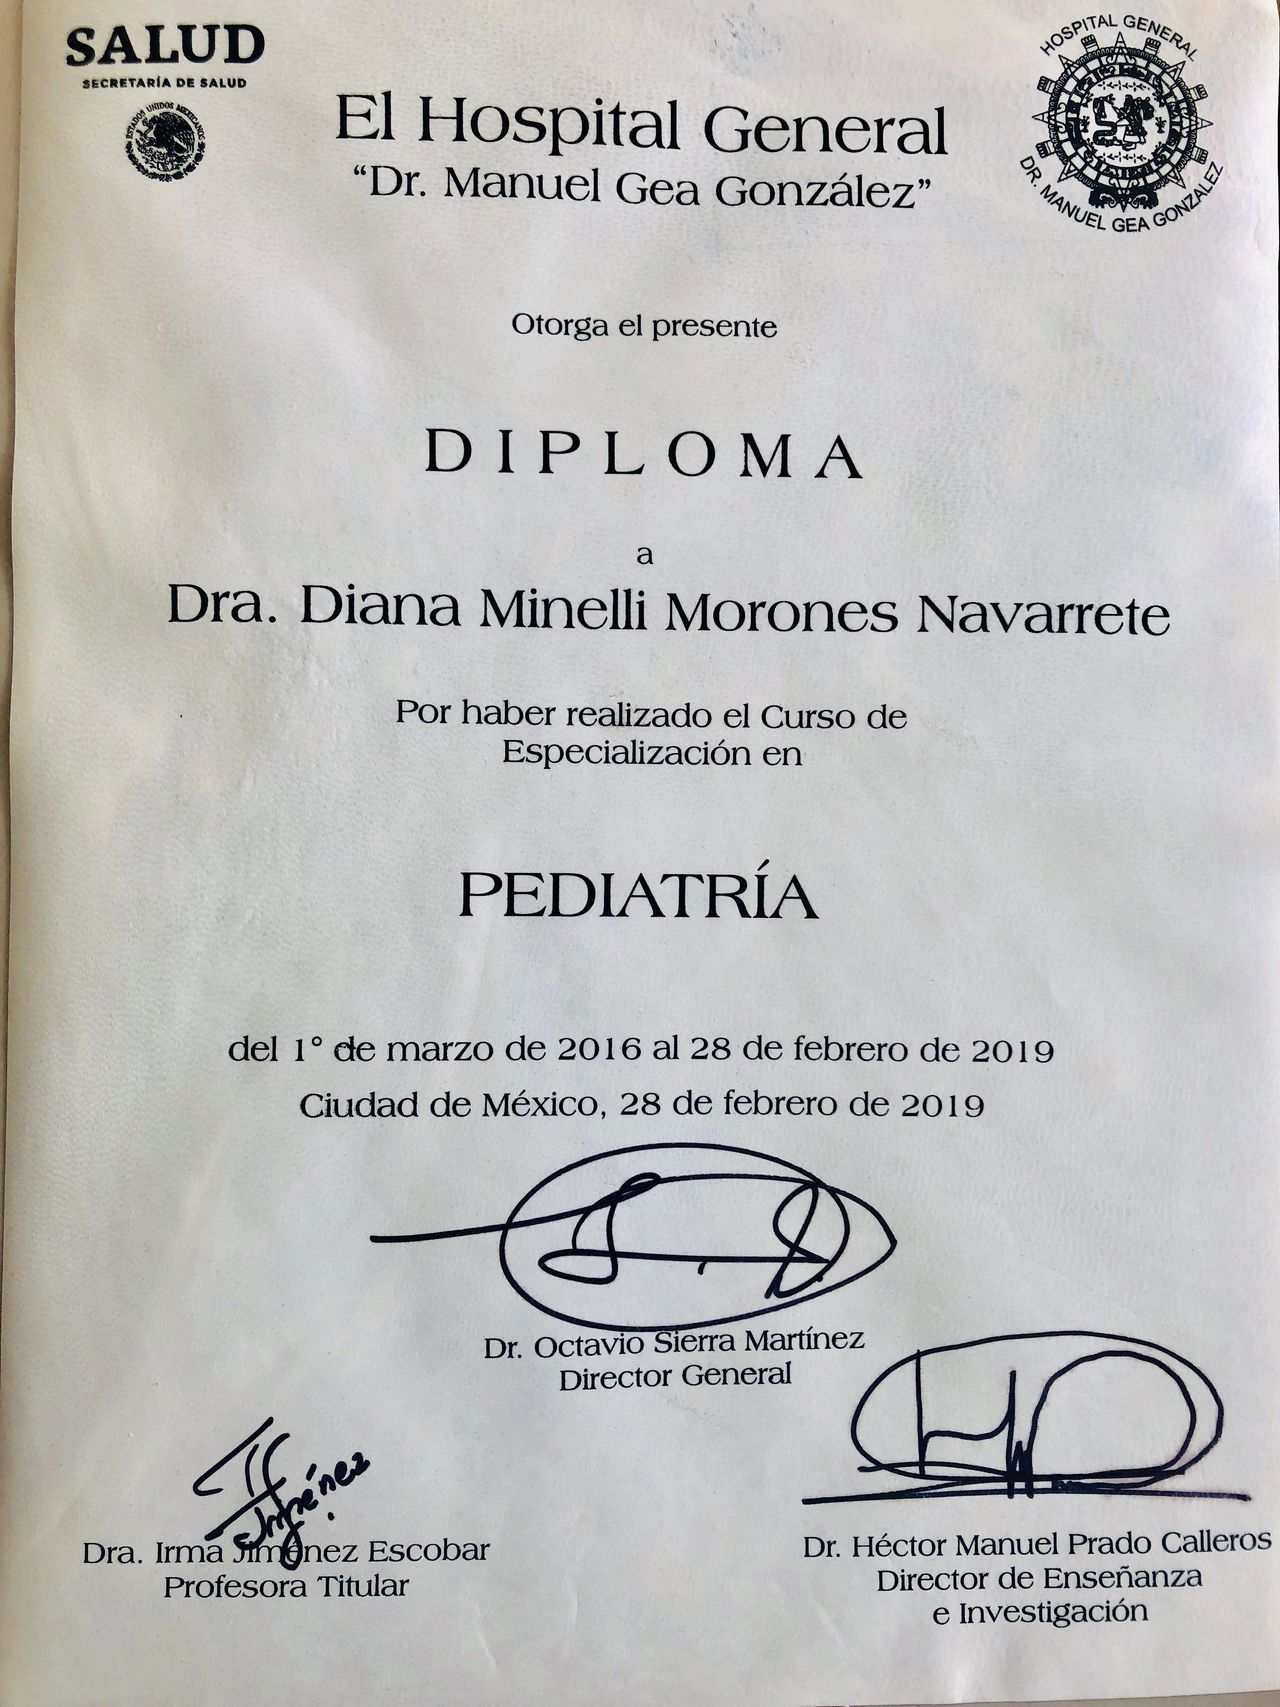 SALUD
SECRETARÍA DE SALUD
ESTADOS UNIDOS MEXICANOS
HOSPITAL GENERAL
DR. MANUEL GEA GONZALEZ
El Hospital General
“Dr. Manuel Gea González”
Otorga el presente
DIPLOMA
a
Dra. Diana Minelli Morones Navarrete
Por haber realizado el Curso de
Especialización en
PEDIATRÍA
del 1° de marzo de 2016 al 28 de febrero de 2019
Ciudad de México, 28 de febrero de 2019
Dr. Octavio Sierra Martínez
Director General
Jiménez
Dra. Irma Jiménez Escobar
Profesora Titular
Dr. Héctor Manuel Prado Calleros
Director de Enseñanza
e Investigación